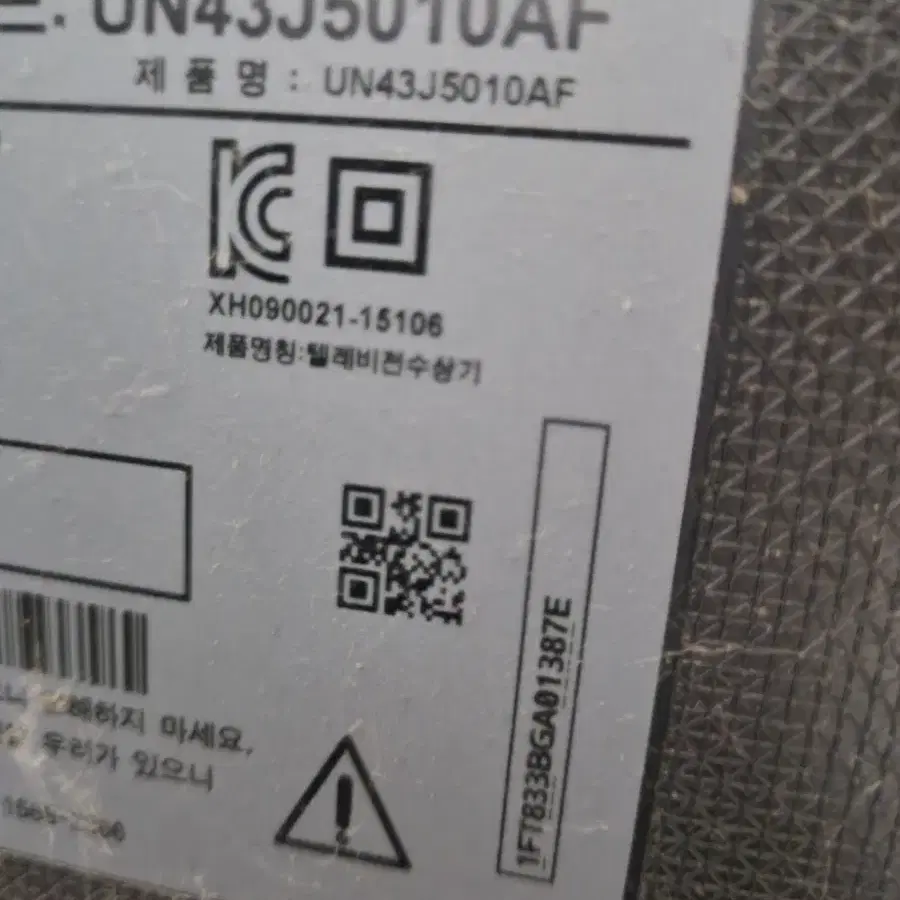 UN43J5010AF
제 품 명 : UN43J5010AF
XH090021-15106
제품명칭:텔레비전수상기
1FT833BGA01387E
하지 마세요,
우려가 있으니